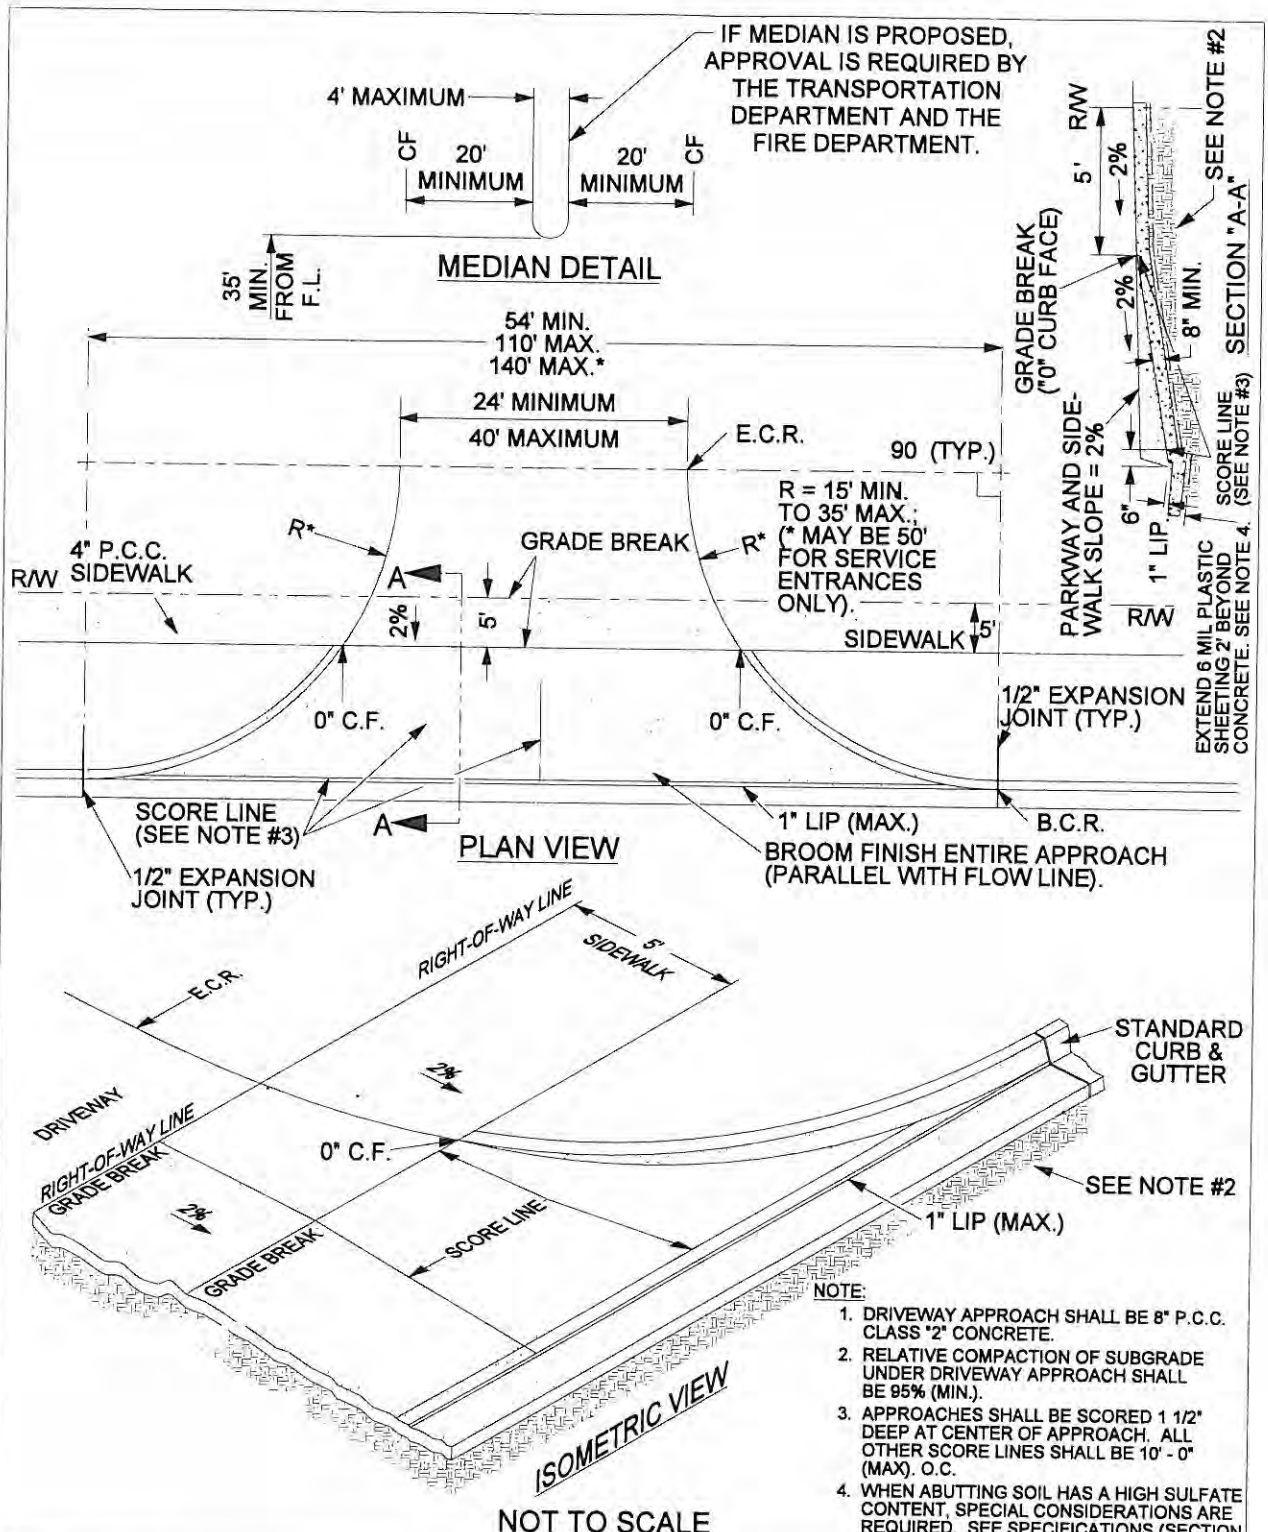 IF MEDIAN IS PROPOSED,
APPROVAL IS REQUIRED BY
THE TRANSPORTATION
DEPARTMENT AND THE
FIRE DEPARTMENT.
4' MAXIMUM
CF
20'
MINIMUM
20'
MINIMUM
CF
35'
MIN.
FROM
F.L.
MEDIAN DETAIL
R/W
SEE NOTE #2
5'
2%
GRADE BREAK
("0" CURB FACE)
2%
8" MIN.
SECTION "A-A"
PARKWAY AND SIDE-
WALK SLOPE = 2%
6"
1" LIP
SCORE LINE
(SEE NOTE #3)
EXTEND 6 MIL PLASTIC
SHEETING 2' BEYOND
CONCRETE. SEE NOTE 4.
54' MIN.
110' MAX.
140' MAX.*
24' MINIMUM
40' MAXIMUM
E.C.R.
90 (TYP.)
R*
GRADE BREAK
R*
R = 15' MIN.
TO 35' MAX.;
(* MAY BE 50'
FOR SERVICE
ENTRANCES
ONLY).
4" P.C.C.
SIDEWALK
R/W
A
2%
5'
R/W
SIDEWALK
5'
0" C.F.
0" C.F.
1/2" EXPANSION
JOINT (TYP.)
SCORE LINE
(SEE NOTE #3)
A
1" LIP (MAX.)
B.C.R.
PLAN VIEW
BROOM FINISH ENTIRE APPROACH
(PARALLEL WITH FLOW LINE).
1/2" EXPANSION
JOINT (TYP.)
RIGHT-OF-WAY LINE
5'
SIDEWALK
E.C.R.
STANDARD
CURB &
GUTTER
2%
DRIVEWAY
0" C.F.
RIGHT-OF-WAY LINE
GRADE BREAK
2%
SEE NOTE #2
1" LIP (MAX.)
SCORE LINE
GRADE BREAK
ISOMETRIC VIEW
NOT TO SCALE
NOTE:
1. DRIVEWAY APPROACH SHALL BE 8" P.C.C.
CLASS "2" CONCRETE.
2. RELATIVE COMPACTION OF SUBGRADE
UNDER DRIVEWAY APPROACH SHALL
BE 95% (MIN.).
3. APPROACHES SHALL BE SCORED 1 1/2"
DEEP AT CENTER OF APPROACH. ALL
OTHER SCORE LINES SHALL BE 10' - 0"
(MAX). O.C.
4. WHEN ABUTTING SOIL HAS A HIGH SULFATE
CONTENT, SPECIAL CONSIDERATIONS ARE
REQUIRED. SEE SPECIFICATIONS (SECTION